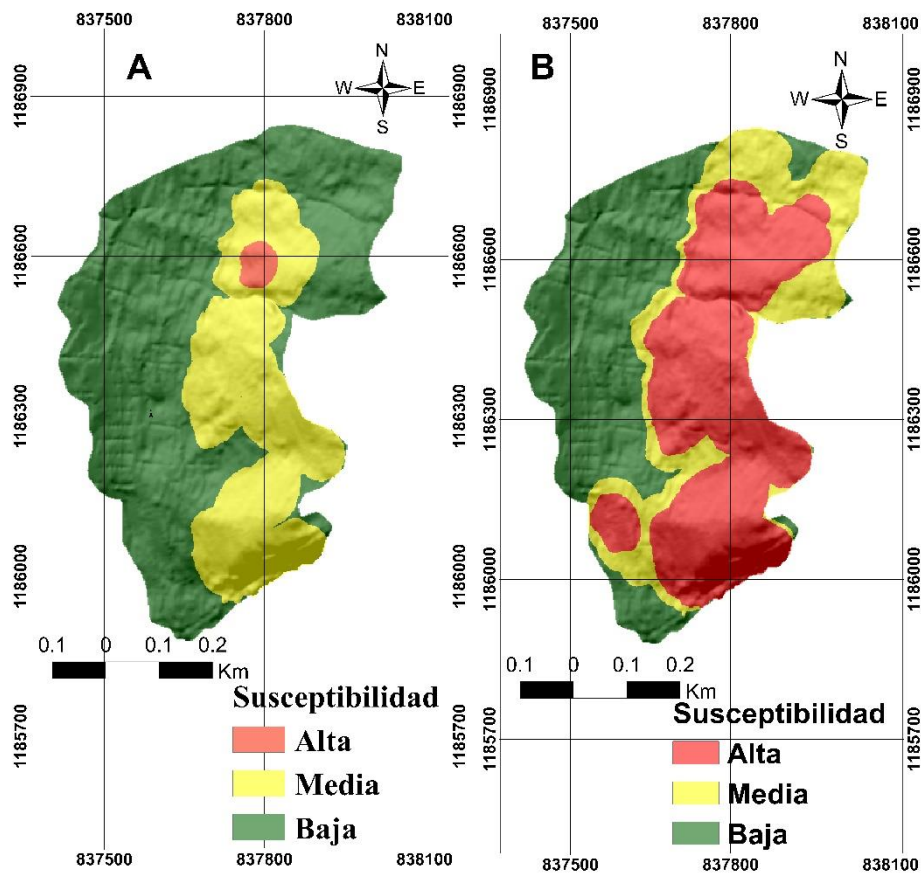 837500 837800 838100
A
N
W E
S
1186900
1186600
1186300
1186000
1185700
1186900
1186600
1186300
1186000
1185700
0.1 0 0.1 0.2
Km
Susceptibilidad
Alta
Media
Baja
837500 837800 838100
837500 837800 838100
B
N
W E
S
1186900
1186600
1186300
1186000
1185700
0.1 0 0.1 0.2
Km
Susceptibilidad
Alta
Media
Baja
837500 837800 838100